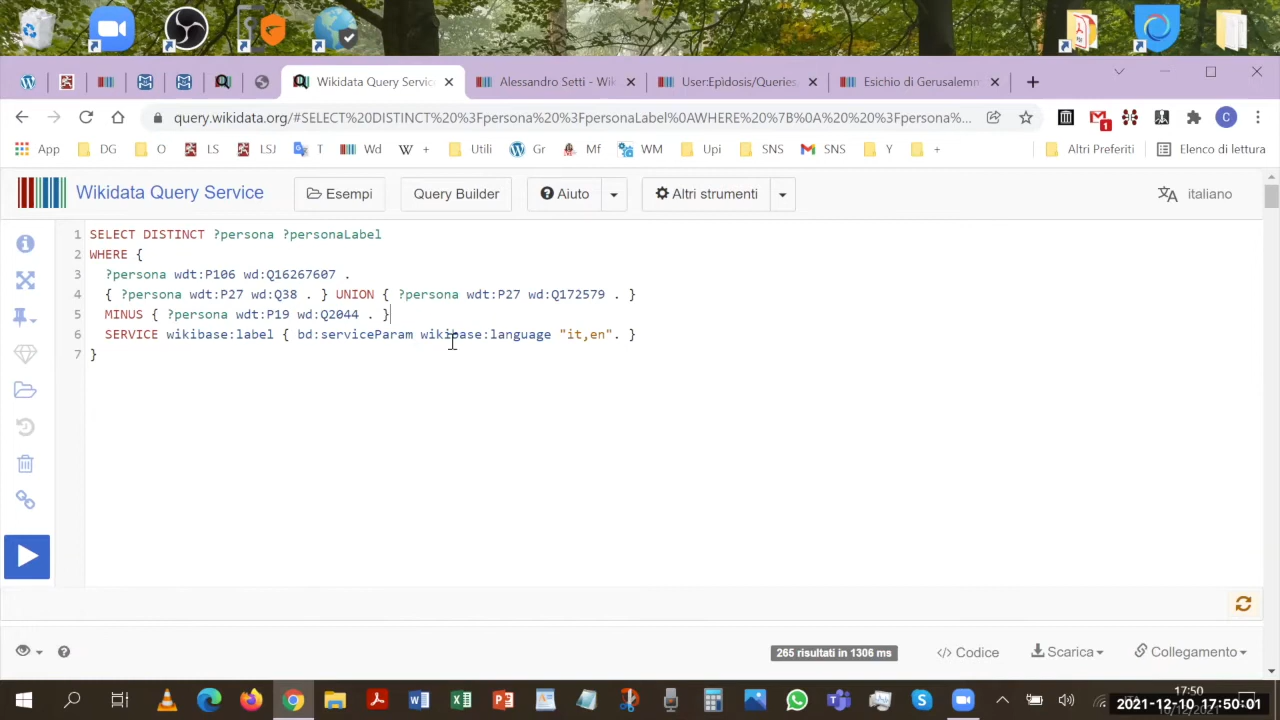 Wikidata Query Servic
Alessandro Setti - Wik
User:Epìdosis/Queries
Esichio di Gerusalemm
query.wikidata.org/#SELECT%20DISTINCT%20%3Fpersona%20%3FpersonaLabel%0AWHERE%20%7B%0A%20%20%3Fpersona%20%...
App DG O LS LSJ T Wd + Utili Gr Mf WM Upi SNS SNS Y + Altri Preferiti Elenco di lettura
Wikidata Query Service
Esempi
Query Builder
Aiuto
Altri strumenti
italiano
1 SELECT DISTINCT ?persona ?personaLabel
2 WHERE {
3 ?persona wdt:P106 wd:Q16267607 .
4 { ?persona wdt:P27 wd:Q38 . } UNION { ?persona wdt:P27 wd:Q172579 . }
5 MINUS { ?persona wdt:P19 wd:Q2044 . }
6 SERVICE wikibase:label { bd:serviceParam wikibase:language "it,en". }
7 }
265 risultati in 1306 ms
</> Codice
Scarica
Collegamento
17:50
2021-12-10 17:50:01